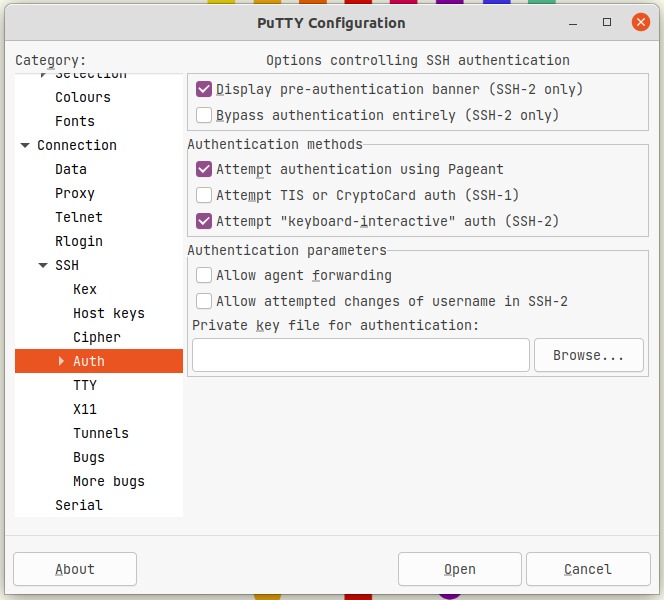 PuTTY Configuration
Category:
Selection
Colours
Fonts
Connection
Data
Proxy
Telnet
Rlogin
SSH
Kex
Host keys
Cipher
Auth
TTY
X11
Tunnels
Bugs
More bugs
Serial
Options controlling SSH authentication
Display pre-authentication banner (SSH-2 only)
Bypass authentication entirely (SSH-2 only)
Authentication methods
Attempt authentication using Pageant
Attempt TIS or CryptoCard auth (SSH-1)
Attempt "keyboard-interactive" auth (SSH-2)
Authentication parameters
Allow agent forwarding
Allow attempted changes of username in SSH-2
Private key file for authentication:
Browse...
About
Open
Cancel